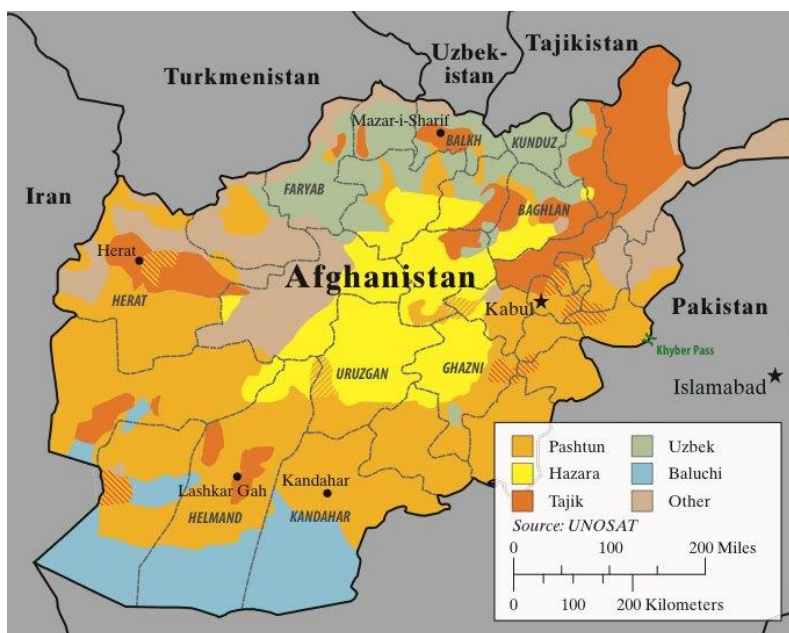 Uzbek-
istan
Tajikistan
Turkmenistan
Mazar-i-Sharif
BALKH
KUNDUZ
FARYAB
Iran
BAGHLAN
Herat
Afghanistan
HERAT
Kabul
Pakistan
Khyber Pass
URUZGAN
GHAZNI
Islamabad
Lashkar Gah
Kandahar
HELMAND
KANDAHAR
Pashtun
Uzbek
Hazara
Baluchi
Tajik
Other
Source: UNOSAT
0 100 200 Miles
0 100 200 Kilometers